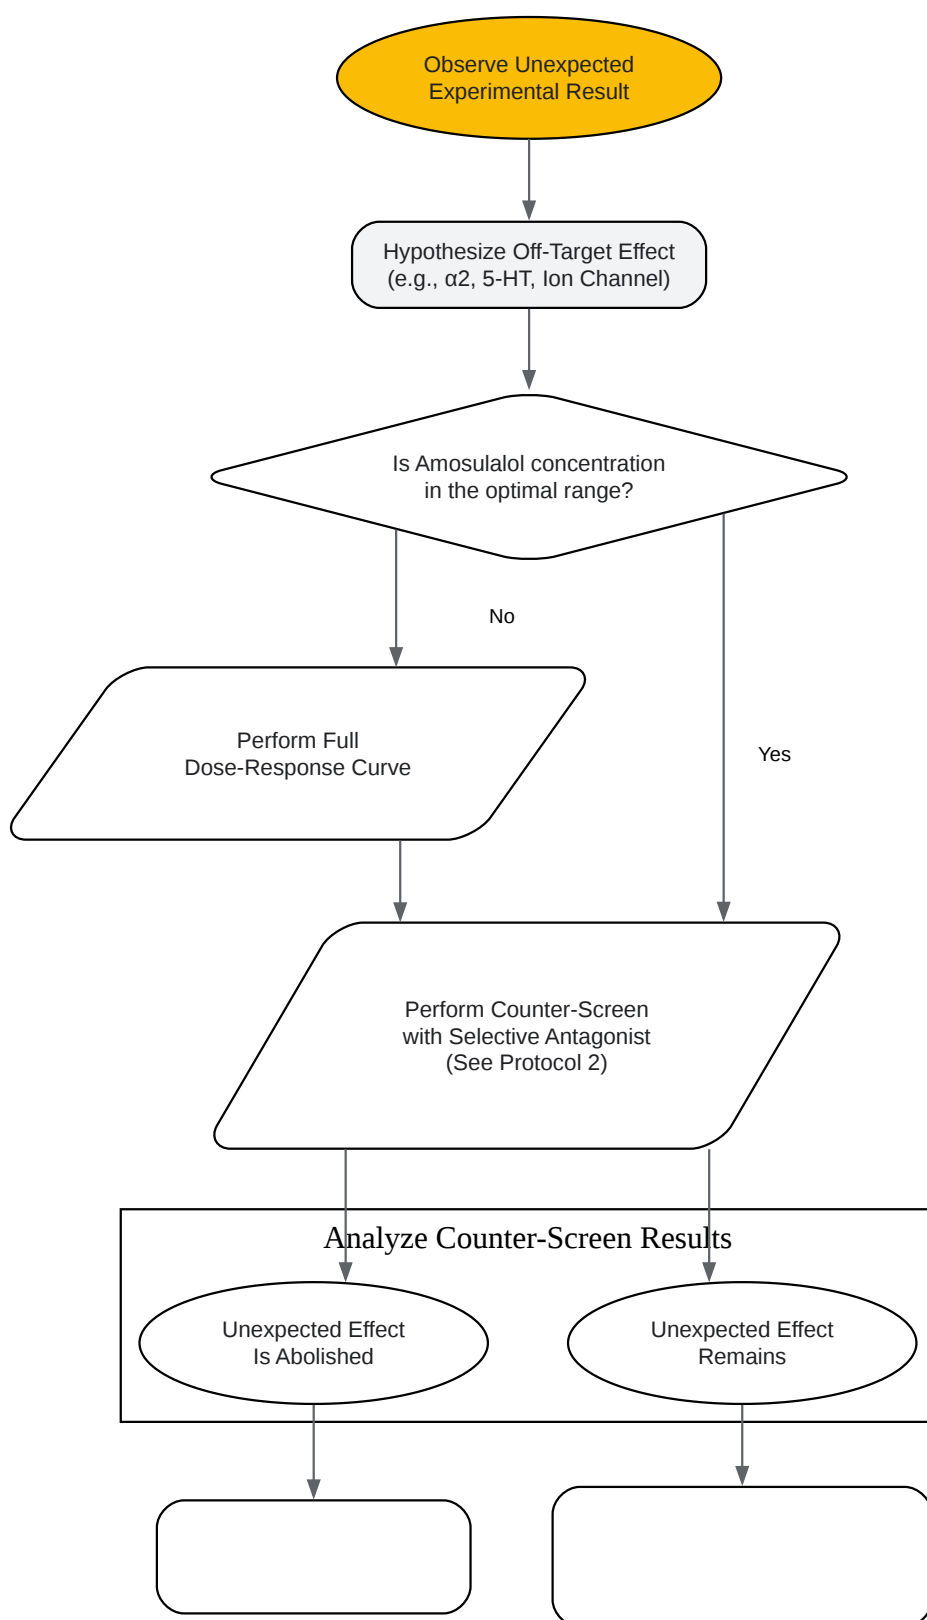 Observe Unexpected
Experimental Result
Hypothesize Off-Target Effect
(e.g., α2, 5-HT, Ion Channel)
Is Amosulalol concentration
in the optimal range?
No
Perform Full
Dose-Response Curve
Yes
Perform Counter-Screen
with Selective Antagonist
(See Protocol 2)
Analyze Counter-Screen Results
Unexpected Effect
Is Abolished
Unexpected Effect
Remains